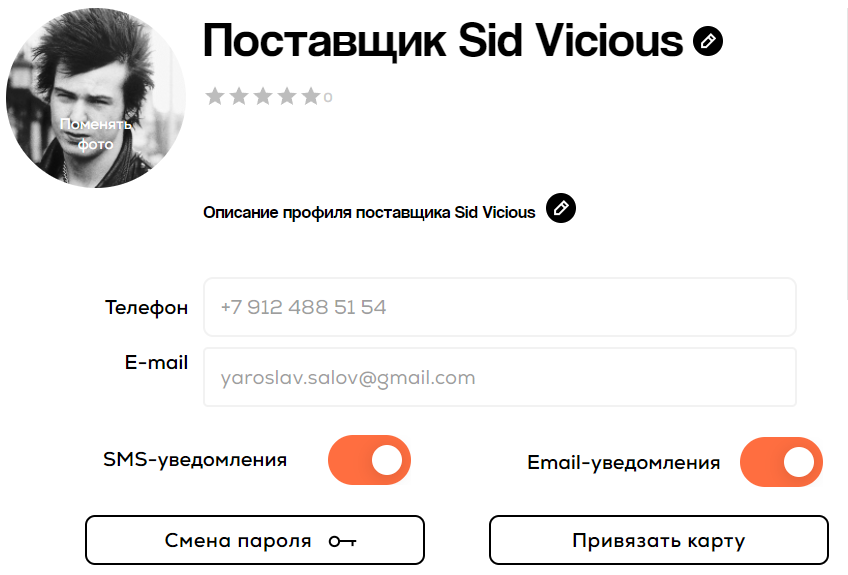 Поставщик Sid Vicious
0
Поменять
фото
Описание профиля поставщика Sid Vicious
Телефон
+7 912 488 51 54
E-mail
yaroslav.salov@gmail.com
SMS-уведомления
Email-уведомления
Смена пароля
Привязать карту